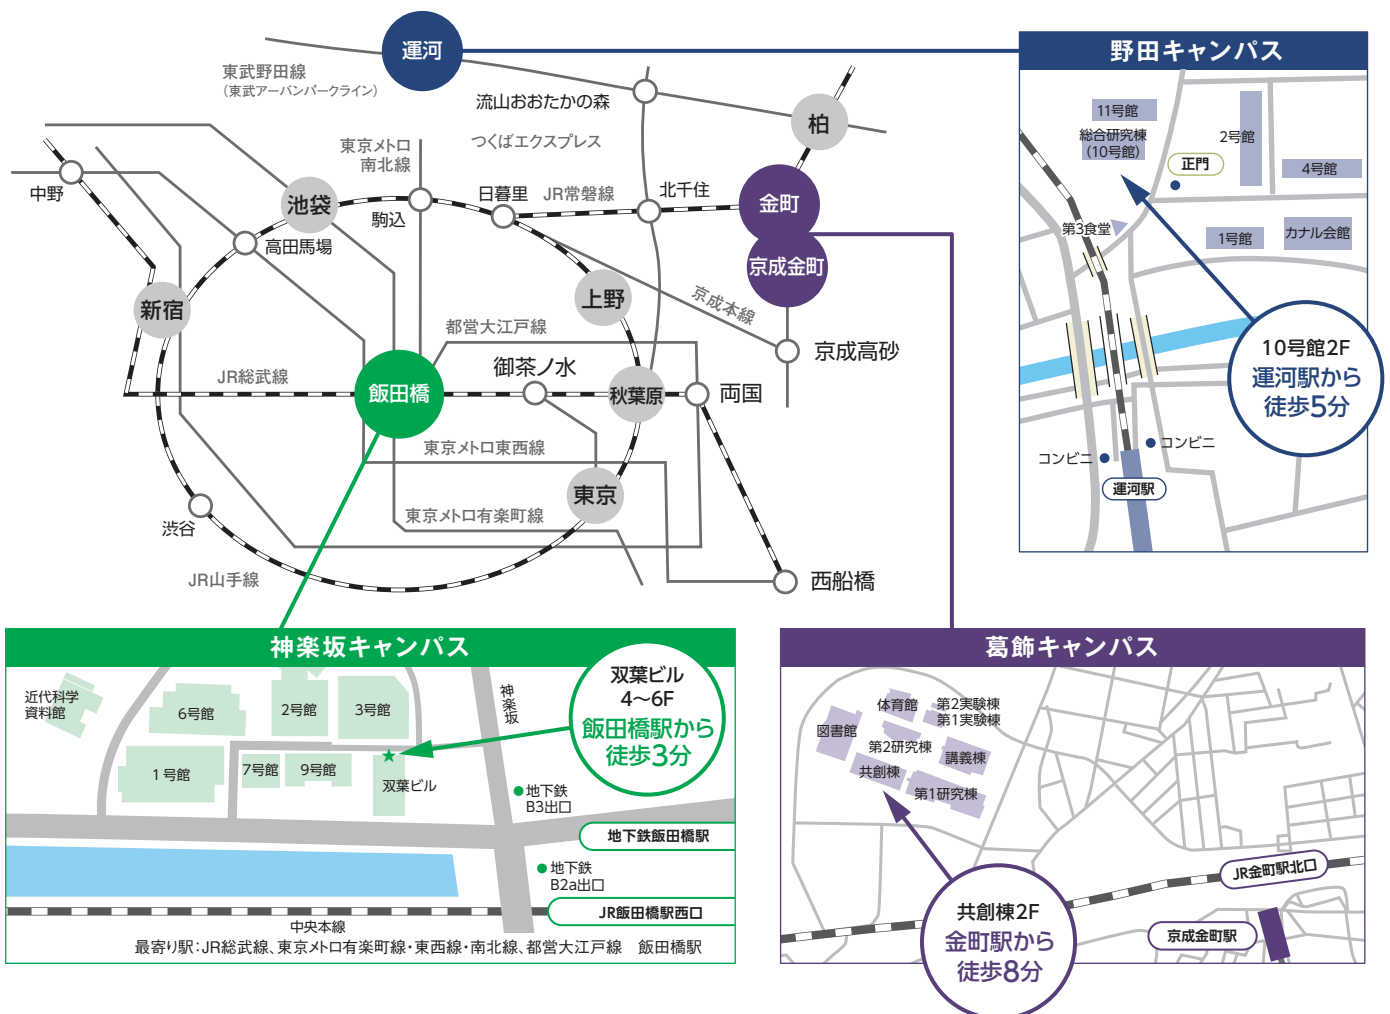 運河
東武野田線
（東武アーバンパークライン）
流山おおたかの森
柏
東京メトロ
南北線
つくばエクスプレス
中野
池袋
駒込
日暮里
JR常磐線
北千住
金町
高田馬場
京成金町
新宿
上野
京成本線
都営大江戸線
京成高砂
JR総武線
飯田橋
御茶ノ水
秋葉原
両国
東京メトロ東西線
東京
東京メトロ有楽町線
渋谷
JR山手線
西船橋
野田キャンパス
11号館
総合研究棟
（10号館）
2号館
正門
4号館
第3食堂
1号館
カナル会館
10号館2F
運河駅から
徒歩5分
コンビニ
コンビニ
運河駅
神楽坂キャンパス
近代科学
資料館
6号館
2号館
3号館
神楽坂
双葉ビル
4〜6F
飯田橋駅から
徒歩3分
1号館
7号館
9号館
双葉ビル
地下鉄
B3出口
地下鉄飯田橋駅
地下鉄
B2a出口
JR飯田橋駅西口
中央本線
最寄り駅：JR総武線、東京メトロ有楽町線・東西線・南北線、都営大江戸線　飯田橋駅
葛飾キャンパス
体育館
第2実験棟
第1実験棟
図書館
第2研究棟
講義棟
共創棟
第1研究棟
JR金町駅北口
共創棟2F
金町駅から
徒歩8分
京成金町駅